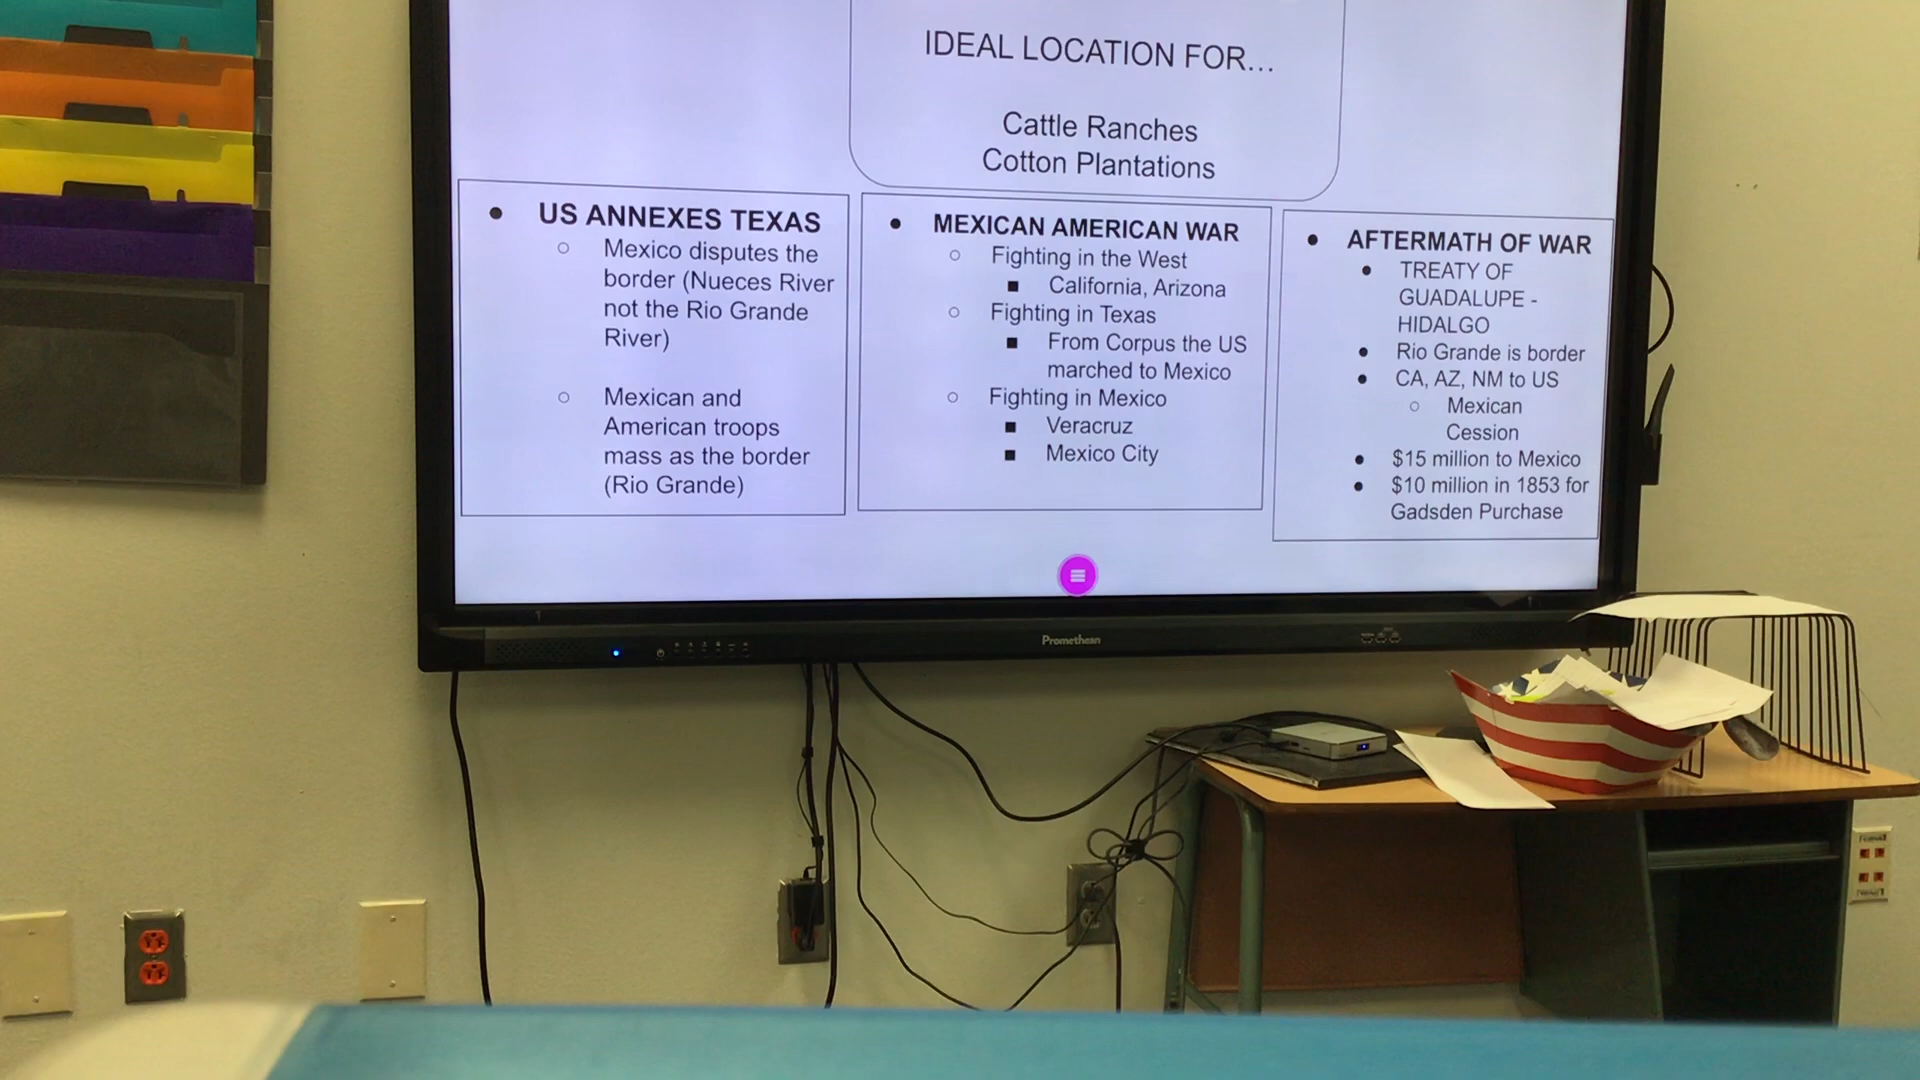 IDEAL LOCATION FOR...
Cattle Ranches
Cotton Plantations
● US ANNEXES TEXAS
○ Mexico disputes the
border (Nueces River
not the Rio Grande
River)
○ Mexican and
American troops
mass as the border
(Rio Grande)
● MEXICAN AMERICAN WAR
○ Fighting in the West
■ California, Arizona
○ Fighting in Texas
■ From Corpus the US
marched to Mexico
○ Fighting in Mexico
■ Veracruz
■ Mexico City
● AFTERMATH OF WAR
● TREATY OF
GUADALUPE -
HIDALGO
● Rio Grande is border
● CA, AZ, NM to US
○ Mexican
Cession
● $15 million to Mexico
● $10 million in 1853 for
Gadsden Purchase
Promethean